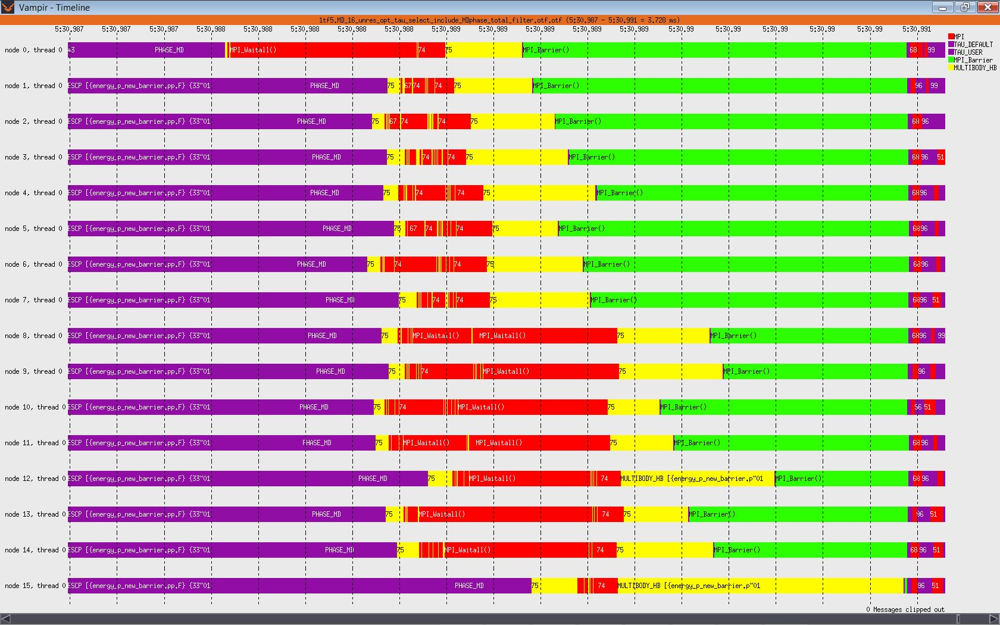 Vampir - Timeline
1tf5.MD_16_unres_opt_tau_select_include_MDphase_total_filter.otf.otf (5:30.987 - 5:30.991 = 3.728 ms)
5:30.987 5:30.987 5:30.987 5:30.988 5:30.988 5:30.988 5:30.988 5:30.988 5:30.989 5:30.989 5:30.989 5:30.989 5:30.989 5:30.99 5:30.99 5:30.99 5:30.99 5:30.99 5:30.991
MPI
TAU_DEFAULT
TAU_USER
MPI_Barrier
MULTIBODY_HB
node 0, thread 0 43 PHASE_MD MPI_Waitall() 74 75 MPI_Barrier() 68 99
node 1, thread 0 ESCP [{energy_p_new_barrier.pp.F} {33~01 PHASE_MD 75 67 74 74 75 MPI_Barrier() 96 99
node 2, thread 0 ESCP [{energy_p_new_barrier.pp.F} {33~01 PHASE_MD 75 67 74 74 75 MPI_Barrier() 68 96
node 3, thread 0 ESCP [{energy_p_new_barrier.pp.F} {33~01 PHASE_MD 75 74 74 75 MPI_Barrier() 68 96 51
node 4, thread 0 ESCP [{energy_p_new_barrier.pp.F} {33~01 PHASE_MD 75 74 74 75 MPI_Barrier() 68 96
node 5, thread 0 ESCP [{energy_p_new_barrier.pp.F} {33~01 PHASE_MD 75 67 74 74 75 MPI_Barrier() 68 96
node 6, thread 0 ESCP [{energy_p_new_barrier.pp.F} {33~01 PHASE_MD 75 74 74 75 MPI_Barrier() 68 96
node 7, thread 0 ESCP [{energy_p_new_barrier.pp.F} {33~01 PHASE_MD 75 74 74 75 MPI_Barrier() 68 96 51
node 8, thread 0 ESCP [{energy_p_new_barrier.pp.F} {33~01 PHASE_MD 75 MPI_Waitall() MPI_Waitall() 75 MPI_Barrier() 68 96 99
node 9, thread 0 ESCP [{energy_p_new_barrier.pp.F} {33~01 PHASE_MD 75 74 MPI_Waitall() 75 MPI_Barrier() 96
node 10, thread 0 ESCP [{energy_p_new_barrier.pp.F} {33~01 PHASE_MD 75 74 MPI_Waitall() 75 MPI_Barrier() 96 51
node 11, thread 0 ESCP [{energy_p_new_barrier.pp.F} {33~01 PHASE_MD 75 MPI_Waitall() MPI_Waitall() 75 MPI_Barrier() 68 96
node 12, thread 0 ESCP [{energy_p_new_barrier.pp.F} {33~01 PHASE_MD 75 MPI_Waitall() 74 MULTIBODY_HB [{energy_p_new_barrier.p~01 MPI_Barrier() 68 96
node 13, thread 0 ESCP [{energy_p_new_barrier.pp.F} {33~01 PHASE_MD 75 MPI_Waitall() 74 75 MPI_Barrier() 96 51
node 14, thread 0 ESCP [{energy_p_new_barrier.pp.F} {33~01 PHASE_MD 75 MPI_Waitall() 74 75 MPI_Barrier() 68 96 51
node 15, thread 0 ESCP [{energy_p_new_barrier.pp.F} {33~01 PHASE_MD 75 74 MULTIBODY_HB [{energy_p_new_barrier.p~01 96 51
0 Messages clipped out